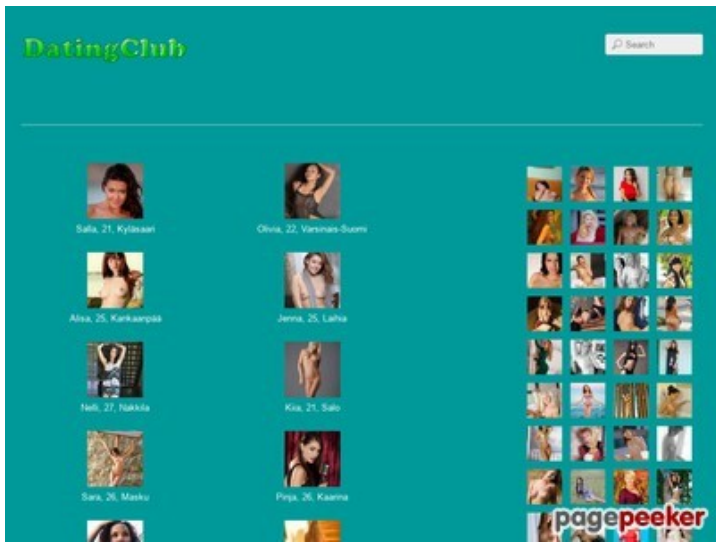 DatingClub
Search
Salla, 21, Kyläsaari
Olivia, 22, Varsinais-Suomi
Alisa, 25, Kankaanpää
Jenna, 25, Laihia
Nelli, 27, Nakkila
Kiia, 21, Salo
Sara, 26, Masku
Pinja, 26, Kaarina
pagepeeker